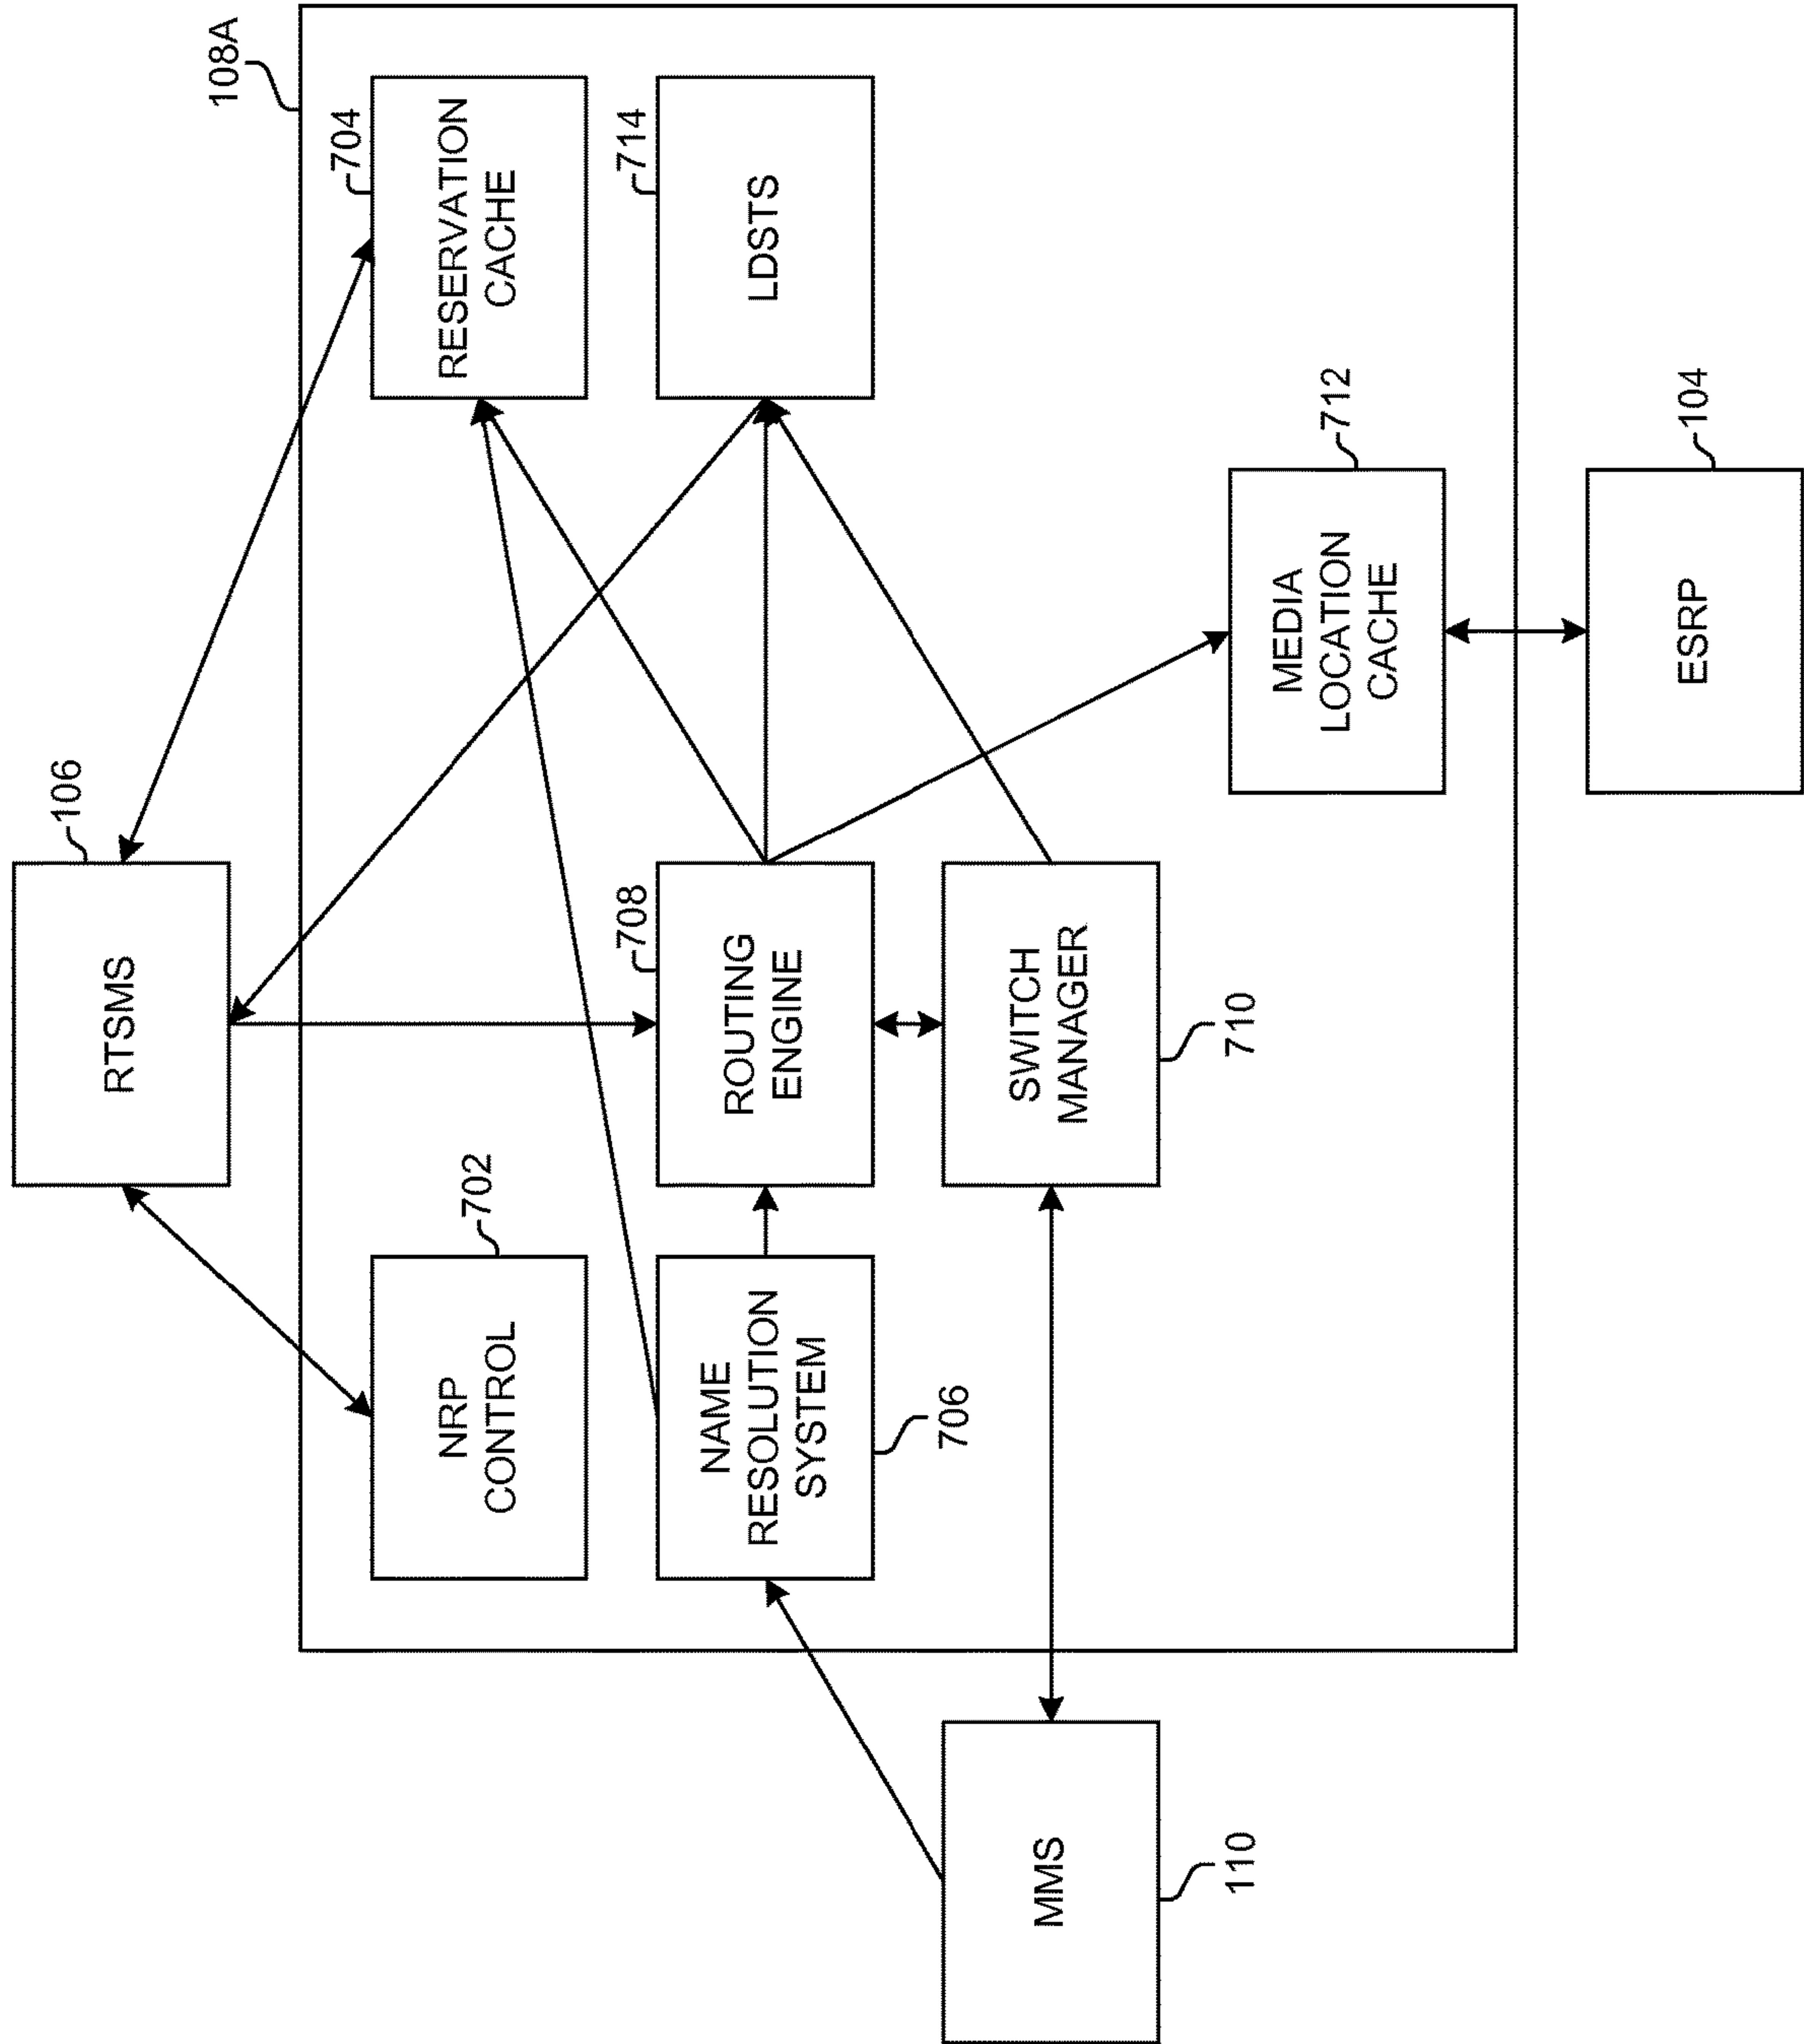 108A
106
RTSMS
702
NRP
CONTROL
704
RESERVATION
CACHE
NAME
RESOLUTION
SYSTEM
706
708
ROUTING
ENGINE
714
LDSTS
MMS
110
SWITCH
MANAGER
710
712
MEDIA
LOCATION
CACHE
104
ESRP